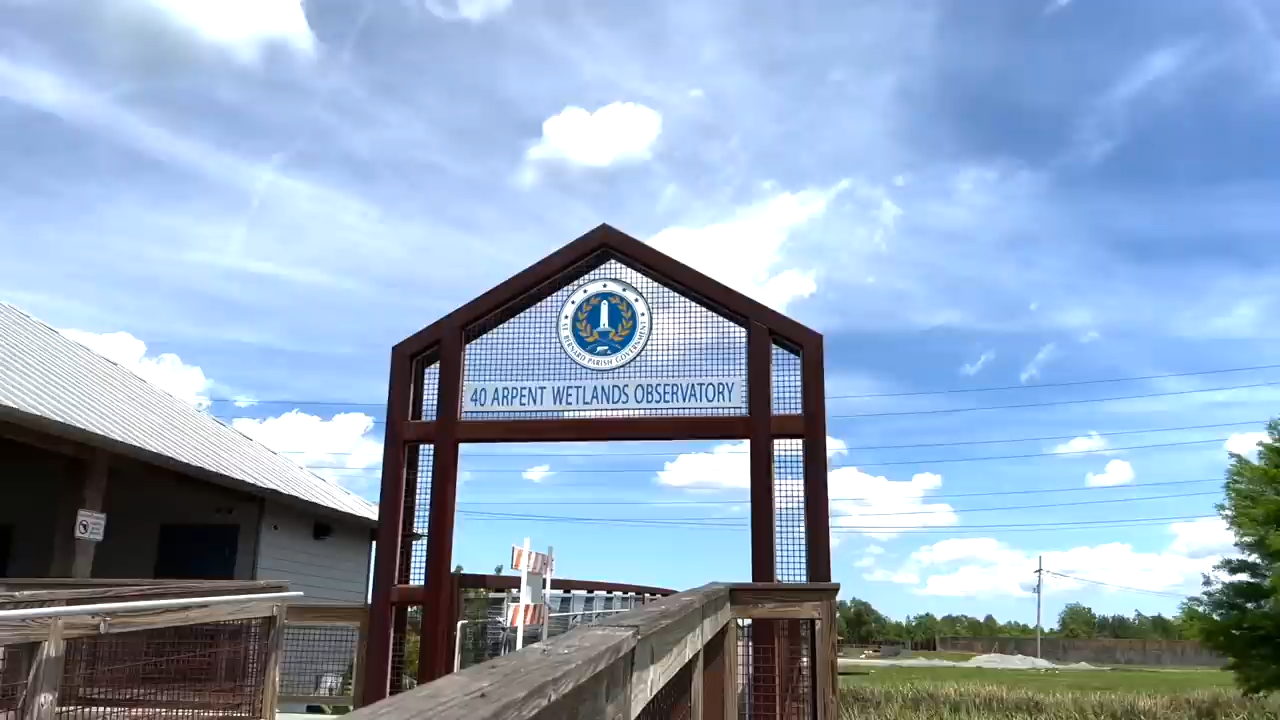 ST. BERNARD PARISH GOVERNMENT
40 ARPENT WETLANDS OBSERVATORY